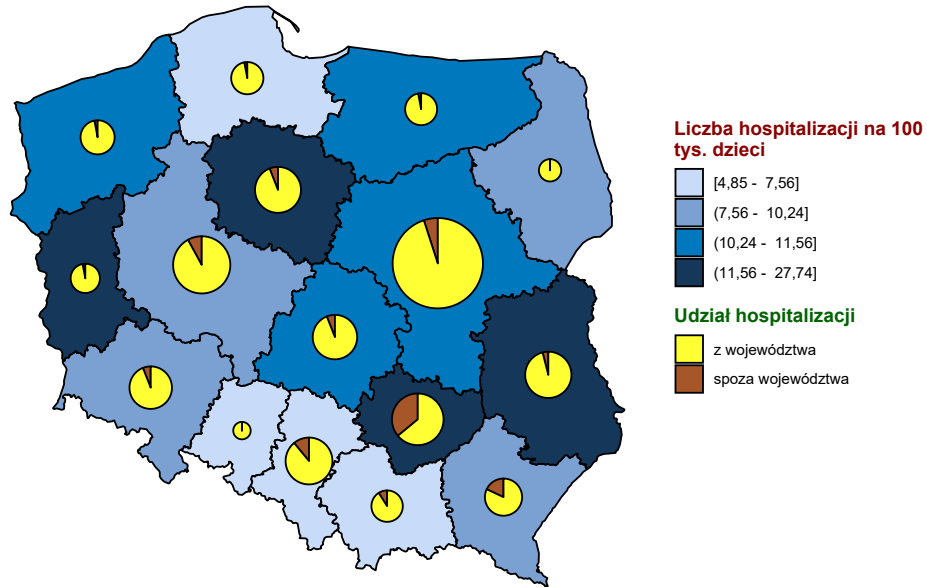 Liczba hospitalizacji na 100
tys. dzieci
[4,85 - 7,56]
(7,56 - 10,24]
(10,24 - 11,56]
(11,56 - 27,74]
Udział hospitalizacji
z województwa
spoza województwa